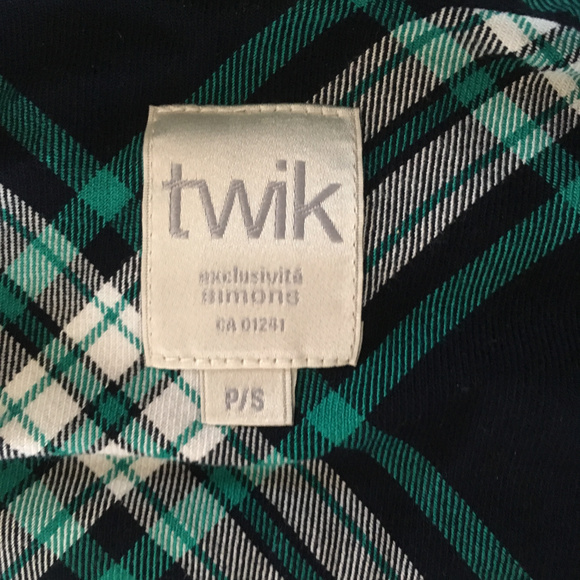 twik
exclusivité
simons
CA 01241
P/S